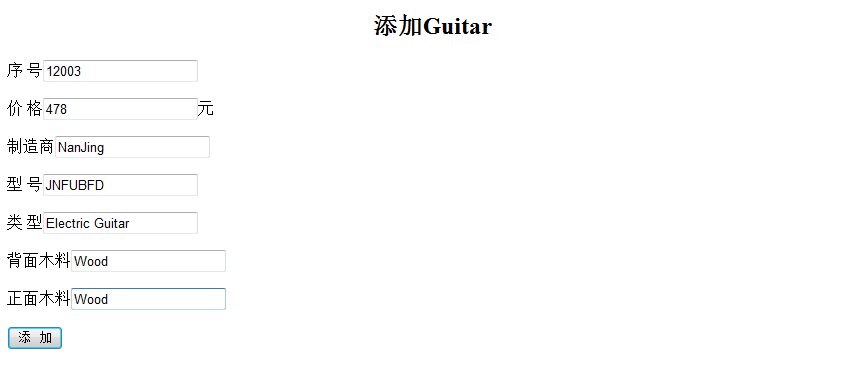 添加Guitar
序 号 12003
价 格 478 元
制造商 NanJing
型 号 JNFUBFD
类 型 Electric Guitar
背面木料 Wood
正面木料 Wood
添 加